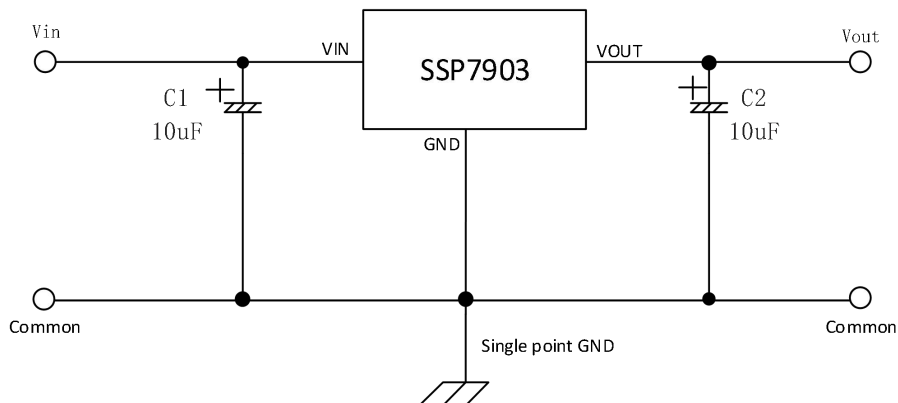 Vin
Vout
VIN
SSP7903
VOUT
C1
10uF
C2
10uF
GND
Common
Common
Single point GND